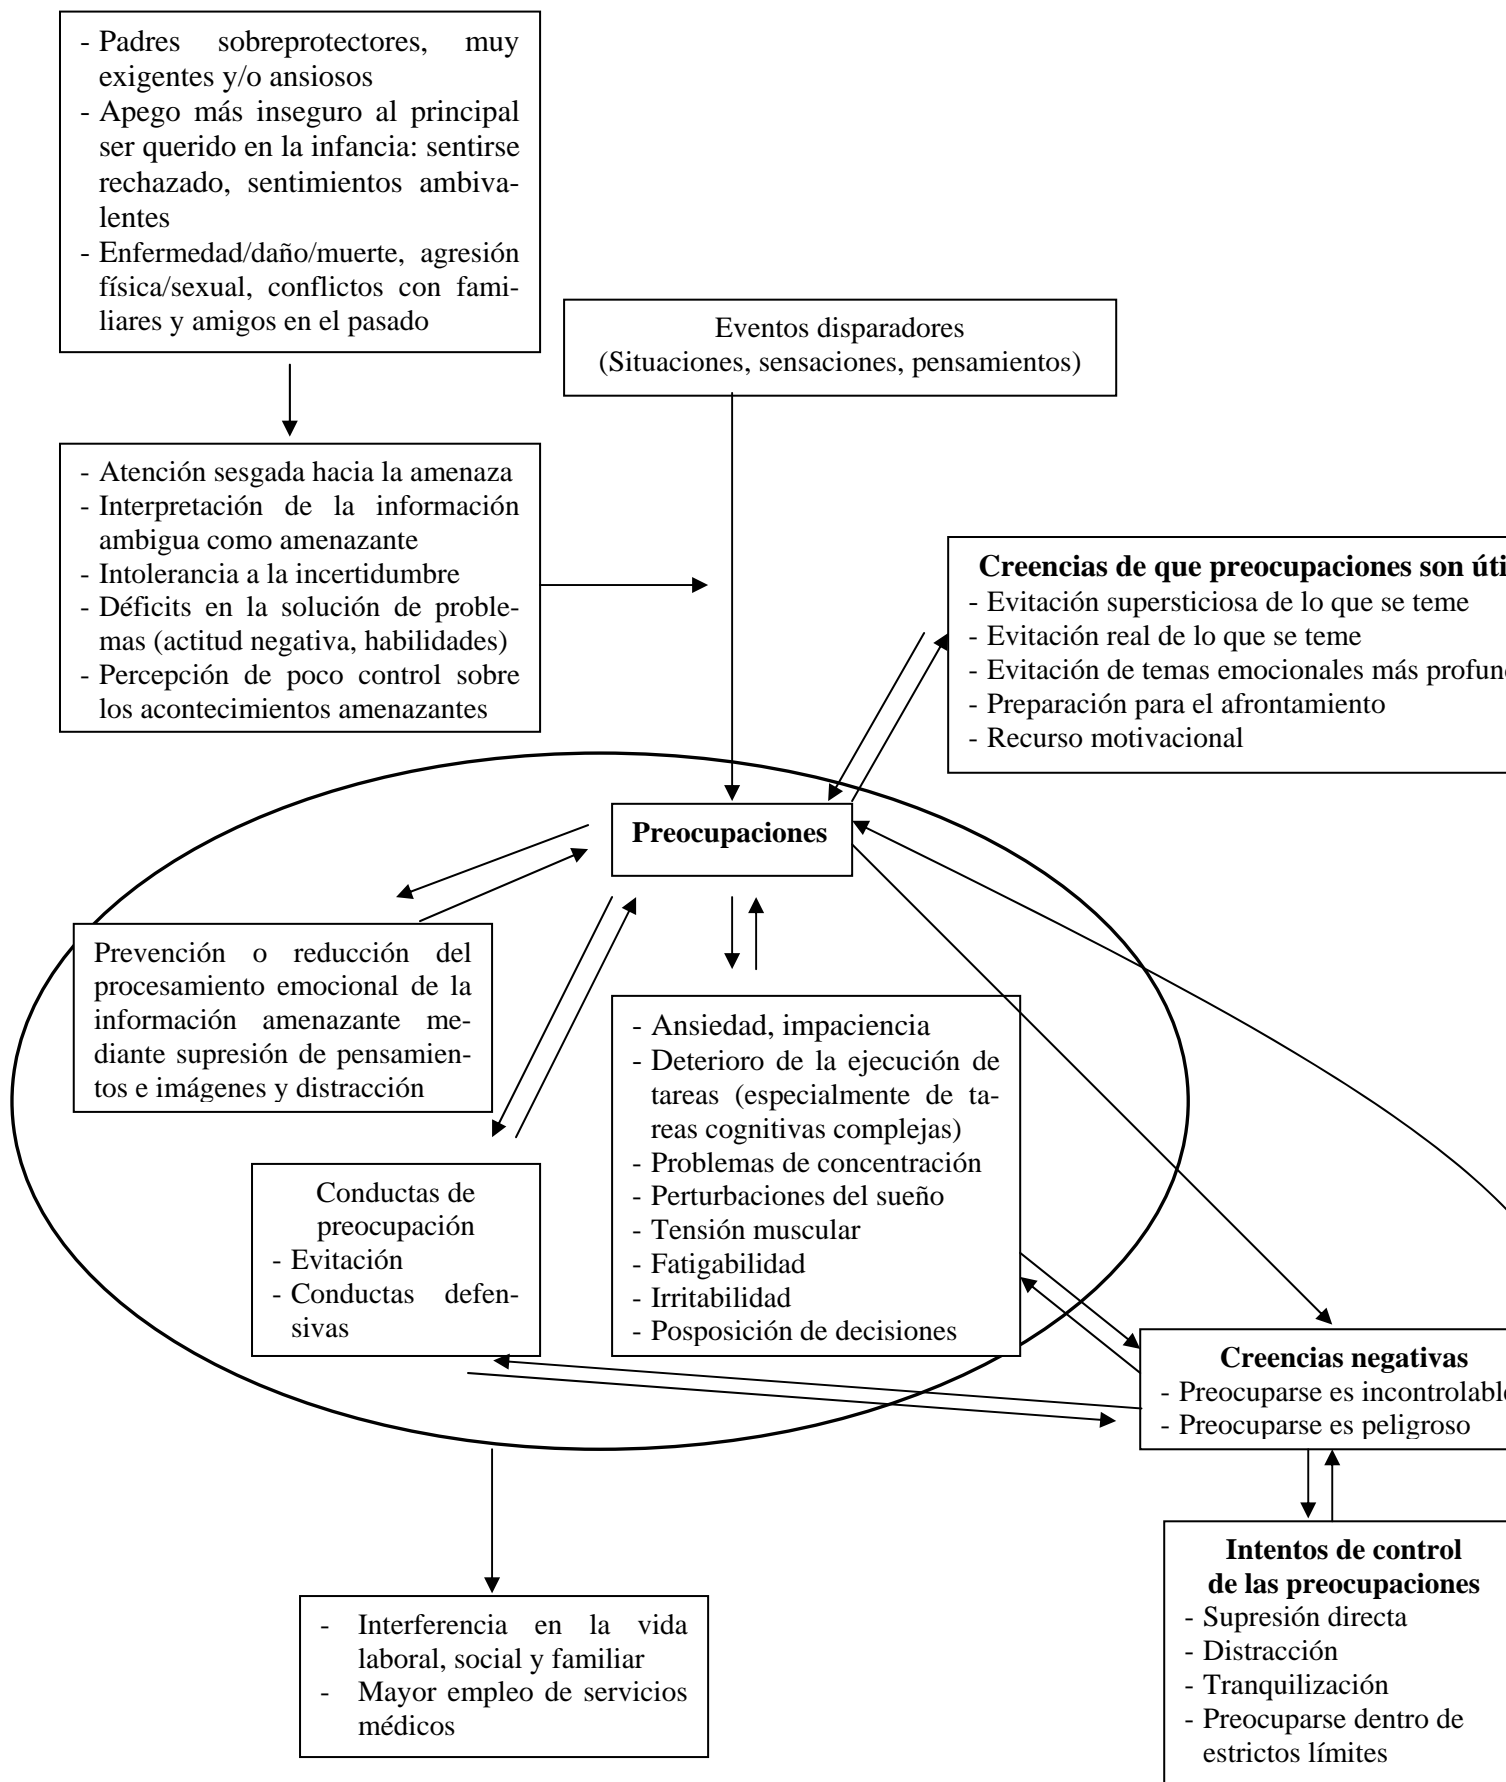 - Padres sobreprotectores, muy
exigentes y/o ansiosos
- Apego más inseguro al principal
ser querido en la infancia: sentirse
rechazado, sentimientos ambiva-
lentes
- Enfermedad/daño/muerte, agresión
física/sexual, conflictos con fami-
liares y amigos en el pasado
Eventos disparadores
(Situaciones, sensaciones, pensamientos)
- Atención sesgada hacia la amenaza
- Interpretación de la información
ambigua como amenazante
- Intolerancia a la incertidumbre
- Déficits en la solución de proble-
mas (actitud negativa, habilidades)
- Percepción de poco control sobre
los acontecimientos amenazantes
Creencias de que preocupaciones son úti
- Evitación supersticiosa de lo que se teme
- Evitación real de lo que se teme
- Evitación de temas emocionales más profun
- Preparación para el afrontamiento
- Recurso motivacional
Preocupaciones
Prevención o reducción del
procesamiento emocional de la
información amenazante me-
diante supresión de pensamien-
tos e imágenes y distracción
- Ansiedad, impaciencia
- Deterioro de la ejecución de
tareas (especialmente de ta-
reas cognitivas complejas)
- Problemas de concentración
- Perturbaciones del sueño
- Tensión muscular
- Fatigabilidad
- Irritabilidad
- Posposición de decisiones
Conductas de
preocupación
- Evitación
- Conductas defen-
sivas
Creencias negativas
- Preocuparse es incontrolable
- Preocuparse es peligroso
Intentos de control
de las preocupaciones
- Supresión directa
- Distracción
- Tranquilización
- Preocuparse dentro de
estrictos límites
- Interferencia en la vida
laboral, social y familiar
- Mayor empleo de servicios
médicos